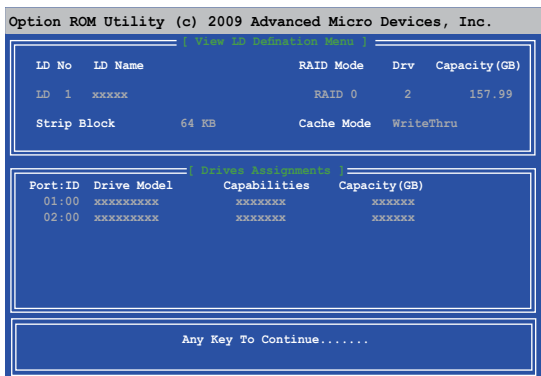 Option ROM Utility (c) 2009 Advanced Micro Devices, Inc.
[ View LD Defination Menu ]
LD No LD Name RAID Mode Drv Capacity(GB)
LD 1 xxxxx RAID 0 2 157.99
Strip Block 64 KB Cache Mode WriteThru
[ Drives Assignments ]
Port:ID Drive Model Capabilities Capacity(GB)
01:00 xxxxxxxxx xxxxxxx xxxxxx
02:00 xxxxxxxxx xxxxxxx xxxxxx
Any Key To Continue.......